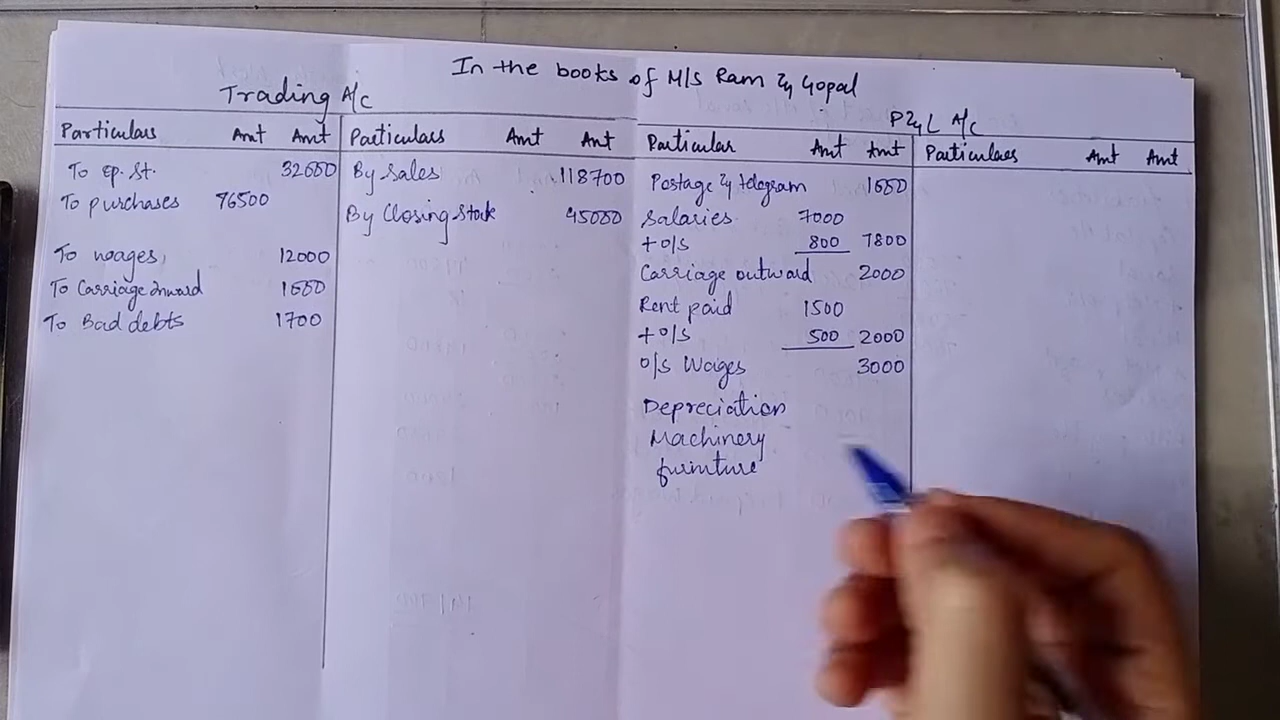 In the books of M/S Ram & Gopal
Trading A/c
Particulars Amt Amt Particulars Amt Amt
To op. St. 32000 By Sales 118700
To purchases 76500
By Closing Stock 45000
To wages 12000
To Carriage Inward 1000
To Bad debts 1700
P & L A/c
Particular Amt Amt Particulars Amt Amt
Postage & telegram 1000
Salaries 7000
+ O/S 800 7800
Carriage outward 2000
Rent paid 1500
+ O/S 500 2000
O/S Wages 3000
Depreciation
Machinery
furniture